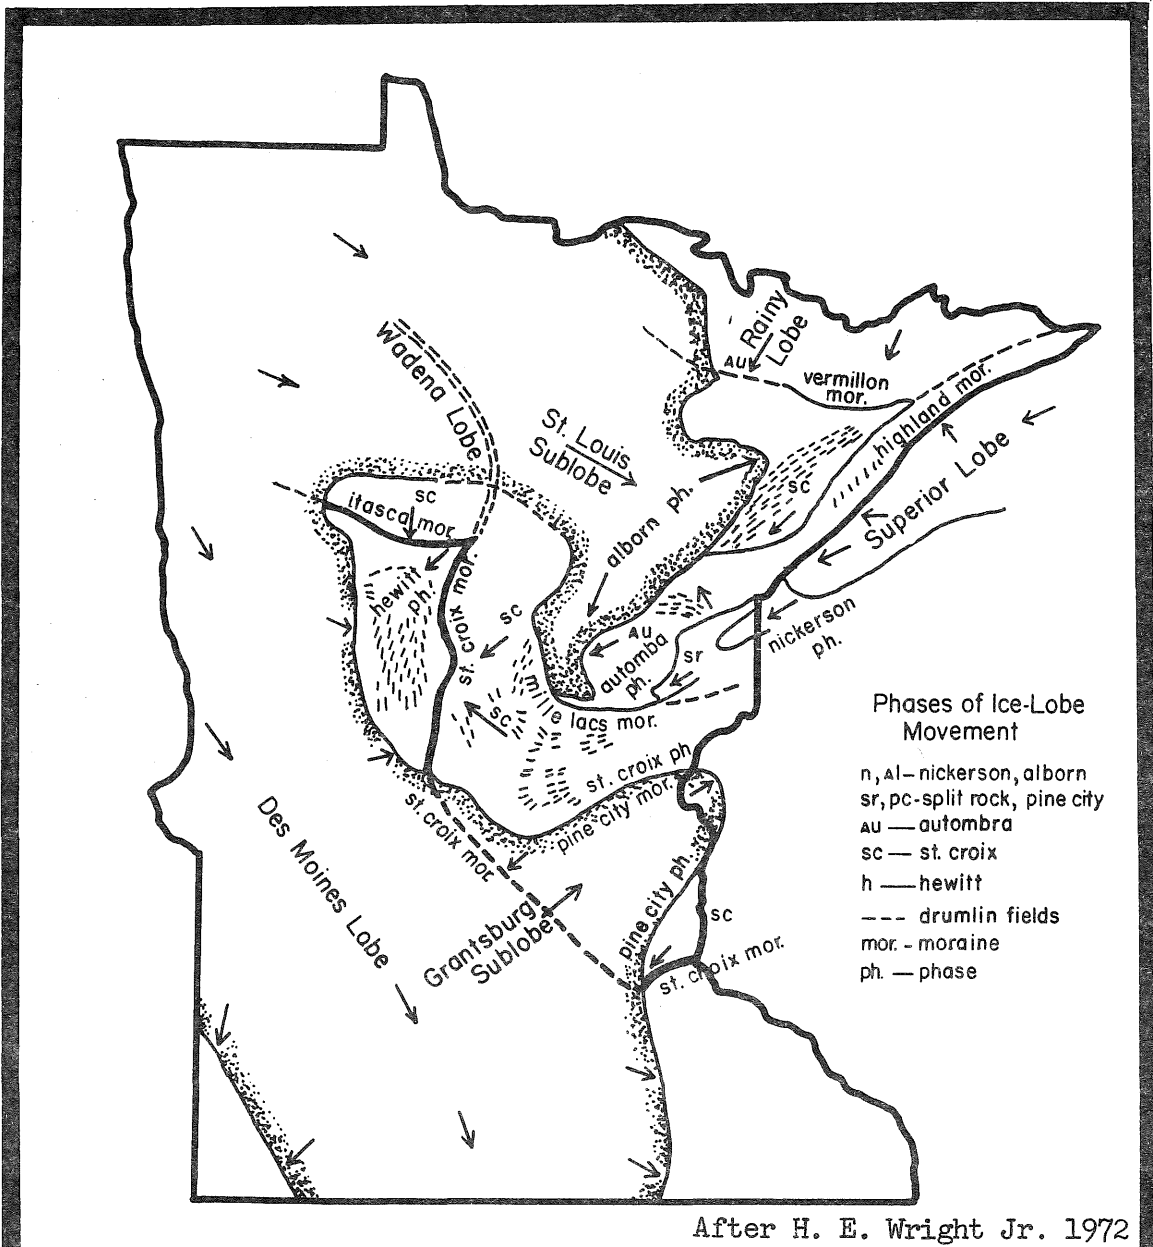 Rainy
Lobe
AU
vermillon
mor.
highland mor.
Wadena Lobe
St. Louis
Sublobe
sc
Superior Lobe
sc
itasca mor.
alborn ph.
hewitt
ph.
st. croix mor.
sc
AU
automba
ph.
sr
nickerson
ph.
mille lacs mor.
sc
st. croix ph.
pine city mor.
st. croix mor.
Des Moines Lobe
Grantsburg
Sublobe
pine city ph.
sc
st. croix mor.
Phases of Ice-Lobe
Movement
n, Al-nickerson, alborn
sr, pc-split rock, pine city
AU — autombra
sc — st. croix
h — hewitt
--- drumlin fields
mor. - moraine
ph. — phase
After H. E. Wright Jr. 1972